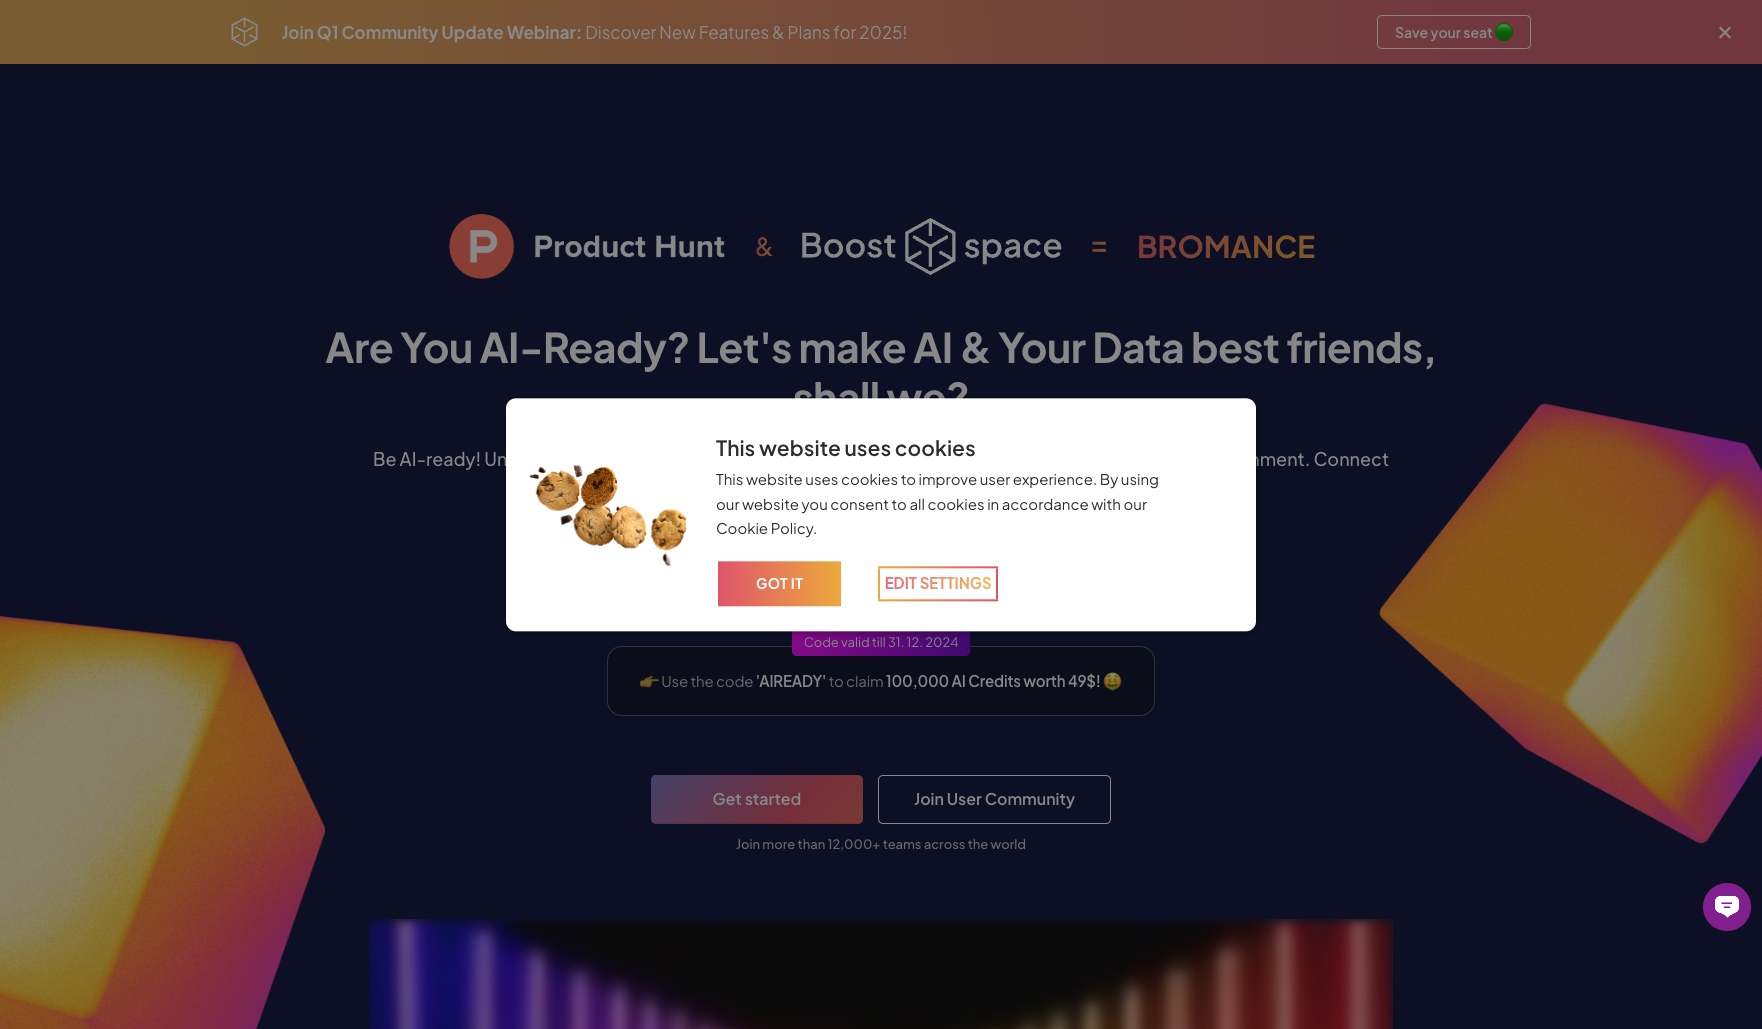 Join Q1 Community Update Webinar: Discover New Features & Plans for 2025!
Save your seat
Product Hunt & Boost space = BROMANCE
Are You AI-Ready? Let's make AI & Your Data best friends,
shall we?
Be AI-ready! Connect
This website uses cookies
This website uses cookies to improve user experience. By using
our website you consent to all cookies in accordance with our
Cookie Policy.
GOT IT
EDIT SETTINGS
Code valid till 31. 12. 2024
👉 Use the code 'AIREADY' to claim 100,000 AI Credits worth 49$! 🤑
Get started
Join User Community
Join more than 12,000+ teams across the world